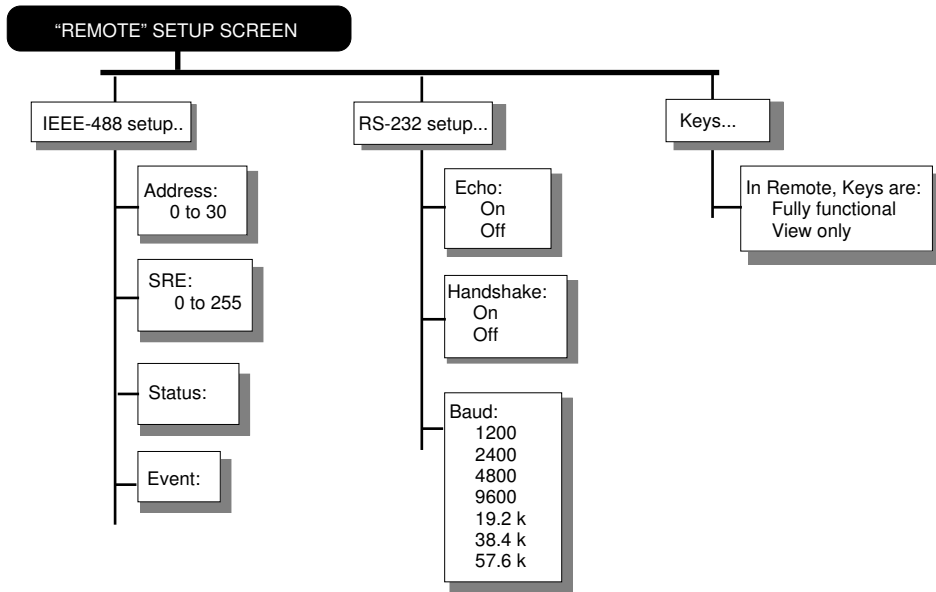 “REMOTE” SETUP SCREEN
IEEE-488 setup..
Address:
0 to 30
SRE:
0 to 255
Status:
Event:
RS-232 setup...
Echo:
On
Off
Handshake:
On
Off
Baud:
1200
2400
4800
9600
19.2 k
38.4 k
57.6 k
Keys...
In Remote, Keys are:
Fully functional
View only